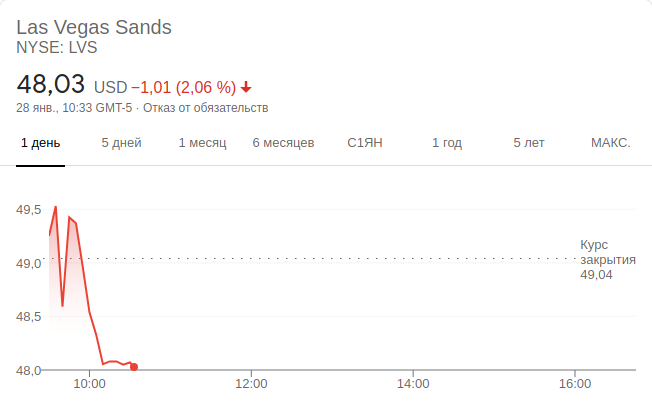 Las Vegas Sands
NYSE: LVS
48,03 USD −1,01 (2,06 %)
28 янв., 10:33 GMT-5 · Отказ от обязательств
1 день 5 дней 1 месяц 6 месяцев С1ЯН 1 год 5 лет МАКС.
49,5
Курс
49,0 закрытия
49,04
48,5
48,0
10:00 12:00 14:00 16:00